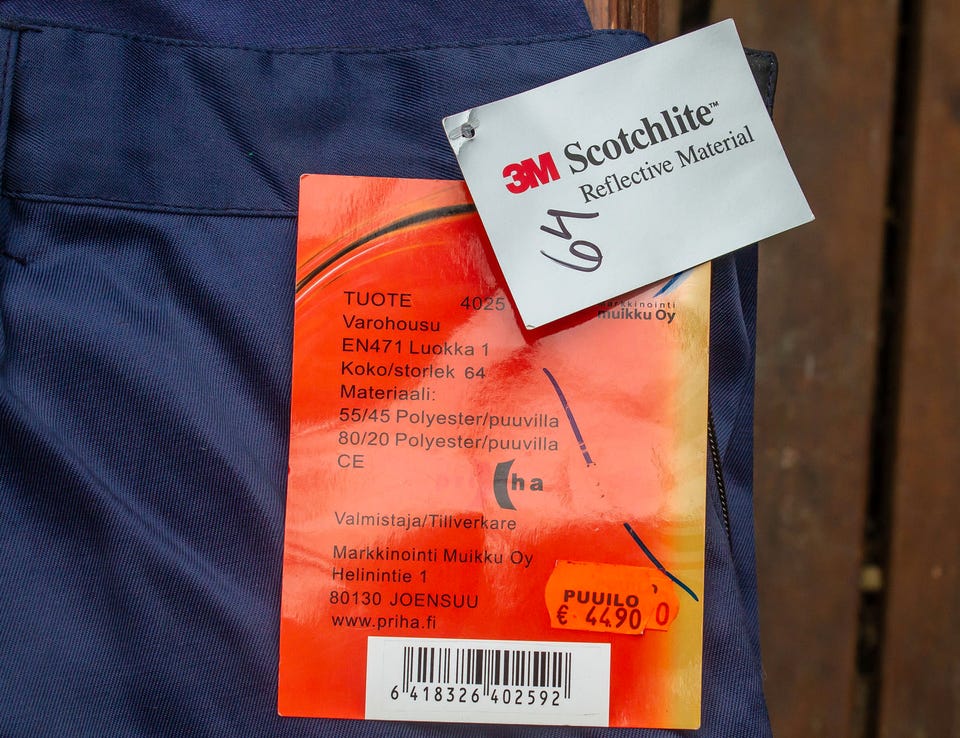 3M Scotchlite™
Reflective Material
64
TUOTE 4025
Varohousu
EN471 Luokka 1
Koko/storlek 64
Materiaali:
55/45 Polyester/puuvilla
80/20 Polyester/puuvilla
CE
markkinointi
muikku Oy
priha
Valmistaja/Tillverkare
Markkinointi Muikku Oy
Helinintie 1
80130 JOENSUU
www.priha.fi
PUUILO
€ 44.90
0
6 418326 402592